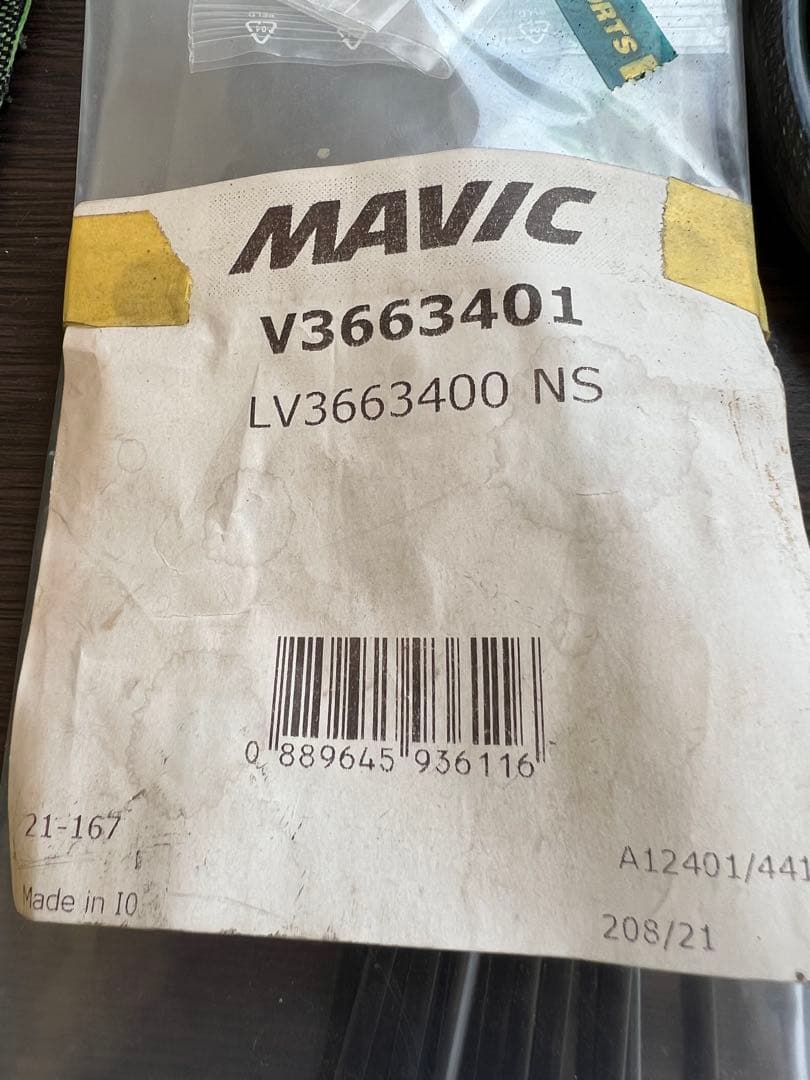 MAVIC
V3663401
LV3663400 NS
0 889645 936116
21-167
A12401/441
Made in IO
208/21